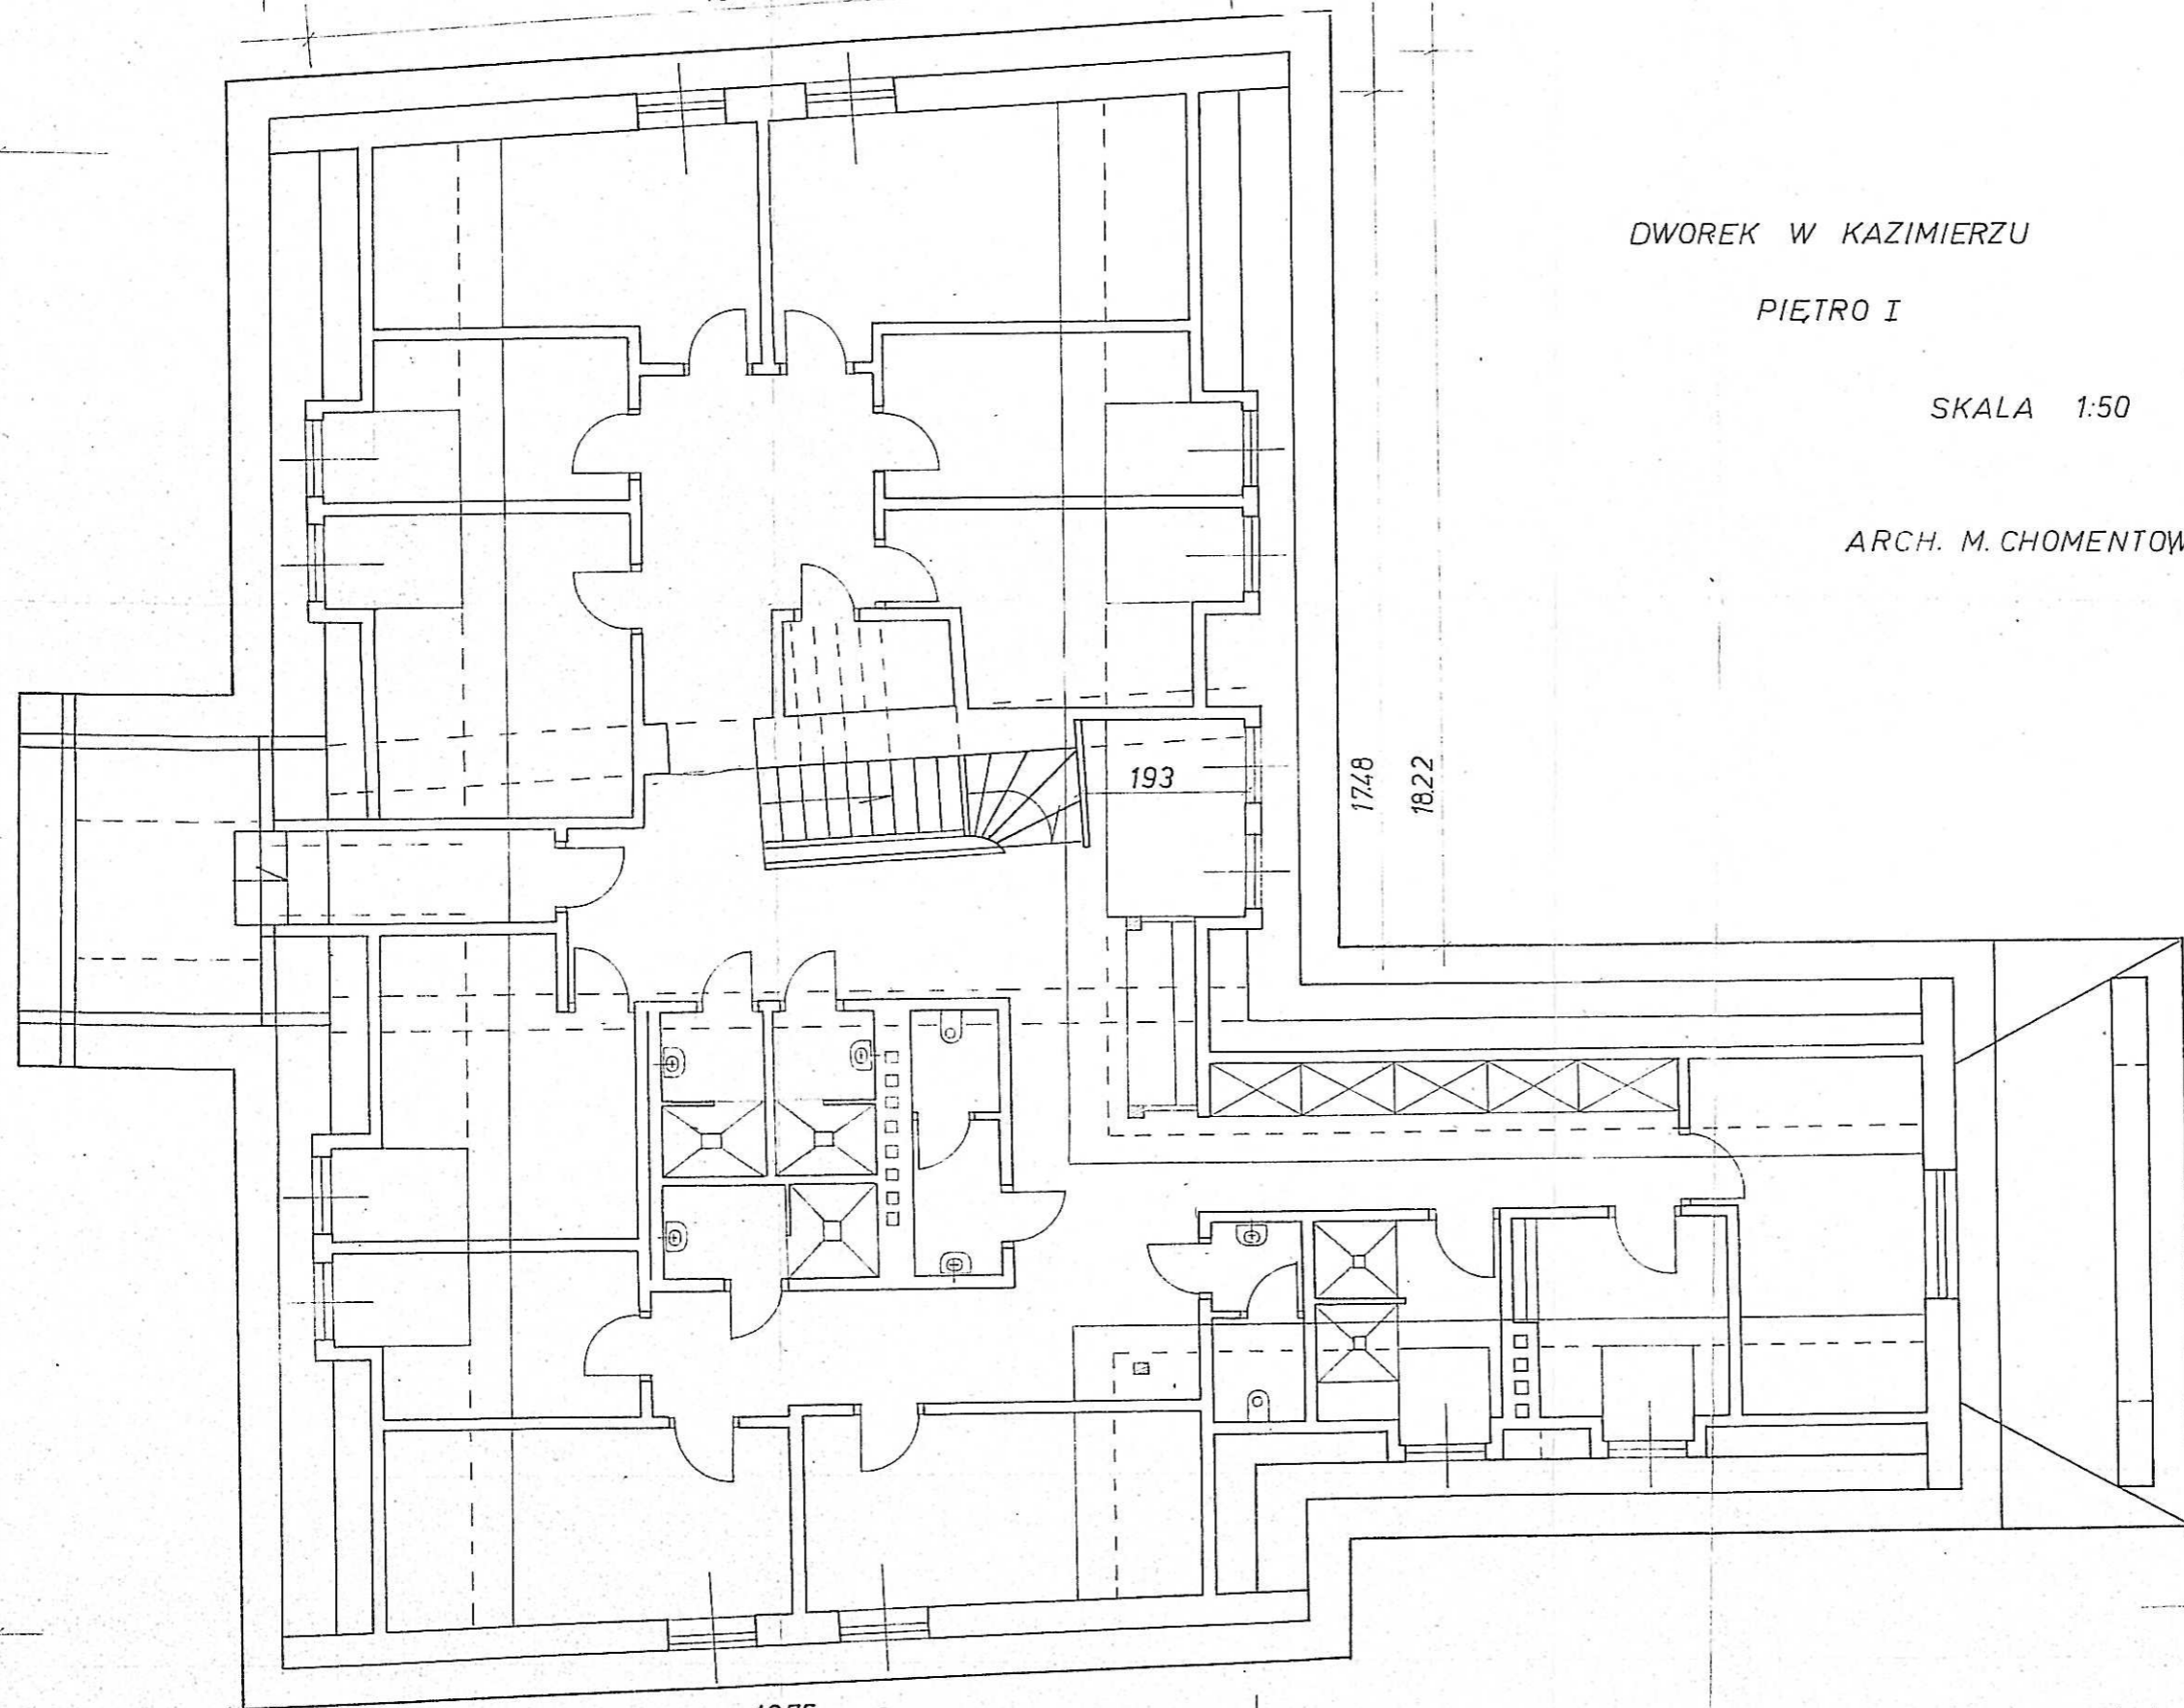 DWOREK W KAZIMIERZU
PIĘTRO I
SKALA 1:50
ARCH. M. CHOMENTOW
193
17.48
18.22